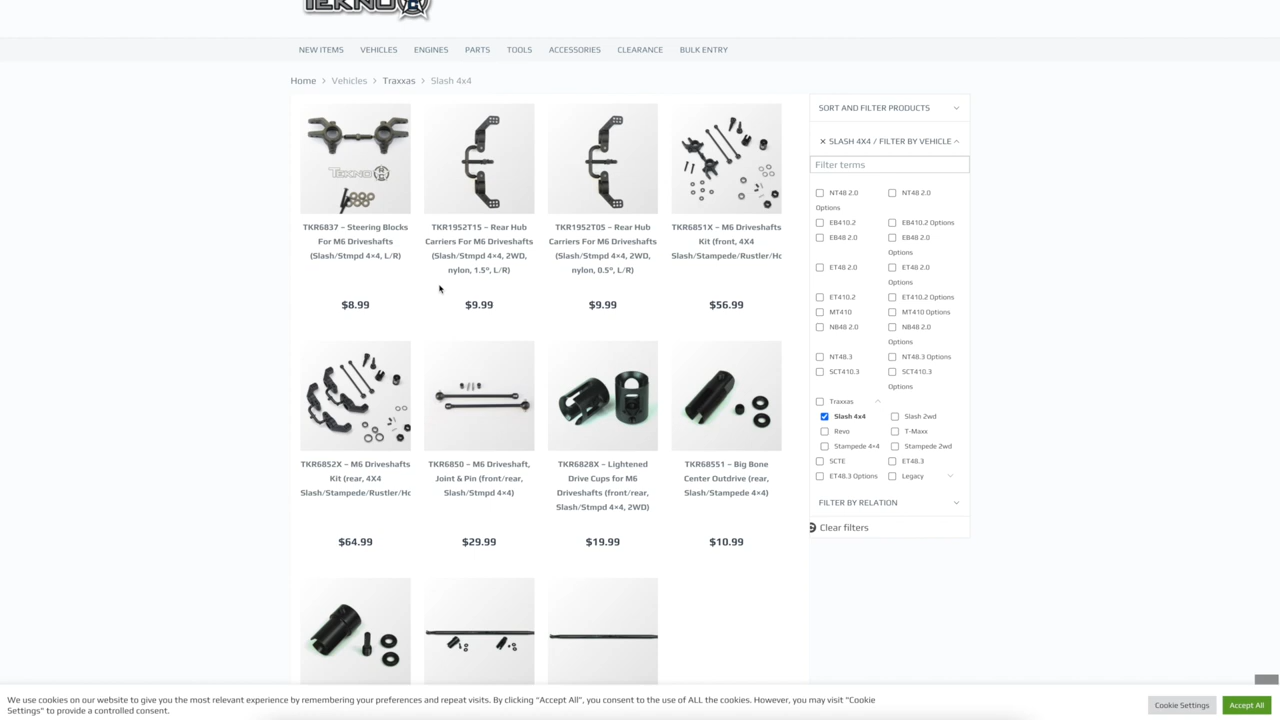 TEKNO
NEW ITEMS VEHICLES ENGINES PARTS TOOLS ACCESSORIES CLEARANCE BULK ENTRY
Home > Vehicles > Traxxas > Slash 4x4
TEKNO
TKR6837 – Steering Blocks
For M6 Driveshafts
(Slash/Stmpd 4×4, L/R)
$8.99
TKR1952T15 – Rear Hub
Carriers For M6 Driveshafts
(Slash/Stmpd 4×4, 2WD,
nylon, 1.5º, L/R)
$9.99
TKR1952T05 – Rear Hub
Carriers For M6 Driveshafts
(Slash/Stmpd 4×4, 2WD,
nylon, 0.5º, L/R)
$9.99
TKR6851X – M6 Driveshafts
Kit (front, 4X4
Slash/Stampede/Rustler/Ho
$56.99
TKR6852X – M6 Driveshafts
Kit (rear, 4X4
Slash/Stampede/Rustler/Ho
$64.99
TKR6850 – M6 Driveshaft,
Joint & Pin (front/rear,
Slash/Stmpd 4×4)
$29.99
TKR6828X – Lightened
Drive Cups for M6
Driveshafts (front/rear,
Slash/Stmpd 4×4, 2WD)
$19.99
TKR68551 – Big Bone
Center Outdrive (rear,
Slash/Stampede 4×4)
$10.99
SORT AND FILTER PRODUCTS
✕ SLASH 4X4 / FILTER BY VEHICLE
Filter terms
NT48 2.0 NT48 2.0
Options
EB410.2 EB410.2 Options
EB48 2.0 EB48 2.0
Options
ET48 2.0 ET48 2.0
Options
ET410.2 ET410.2 Options
MT410 MT410 Options
NB48 2.0 NB48 2.0
Options
NT48.3 NT48.3 Options
SCT410.3 SCT410.3
Options
Traxxas
Slash 4x4 Slash 2wd
Revo T-Maxx
Stampede 4×4 Stampede 2wd
SCTE ET48.3
ET48.3 Options Legacy
FILTER BY RELATION
Clear filters
We use cookies on our website to give you the most relevant experience by remembering your preferences and repeat visits. By clicking "Accept All", you consent to the use of ALL the cookies. However, you may visit "Cookie
Settings" to provide a controlled consent.
Cookie Settings
Accept All